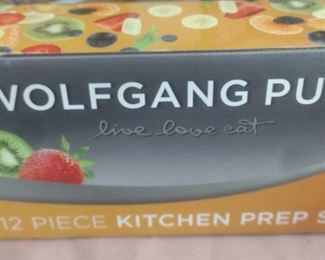 WOLFGANG PU
live love eat
12 PIECE KITCHEN PREP S